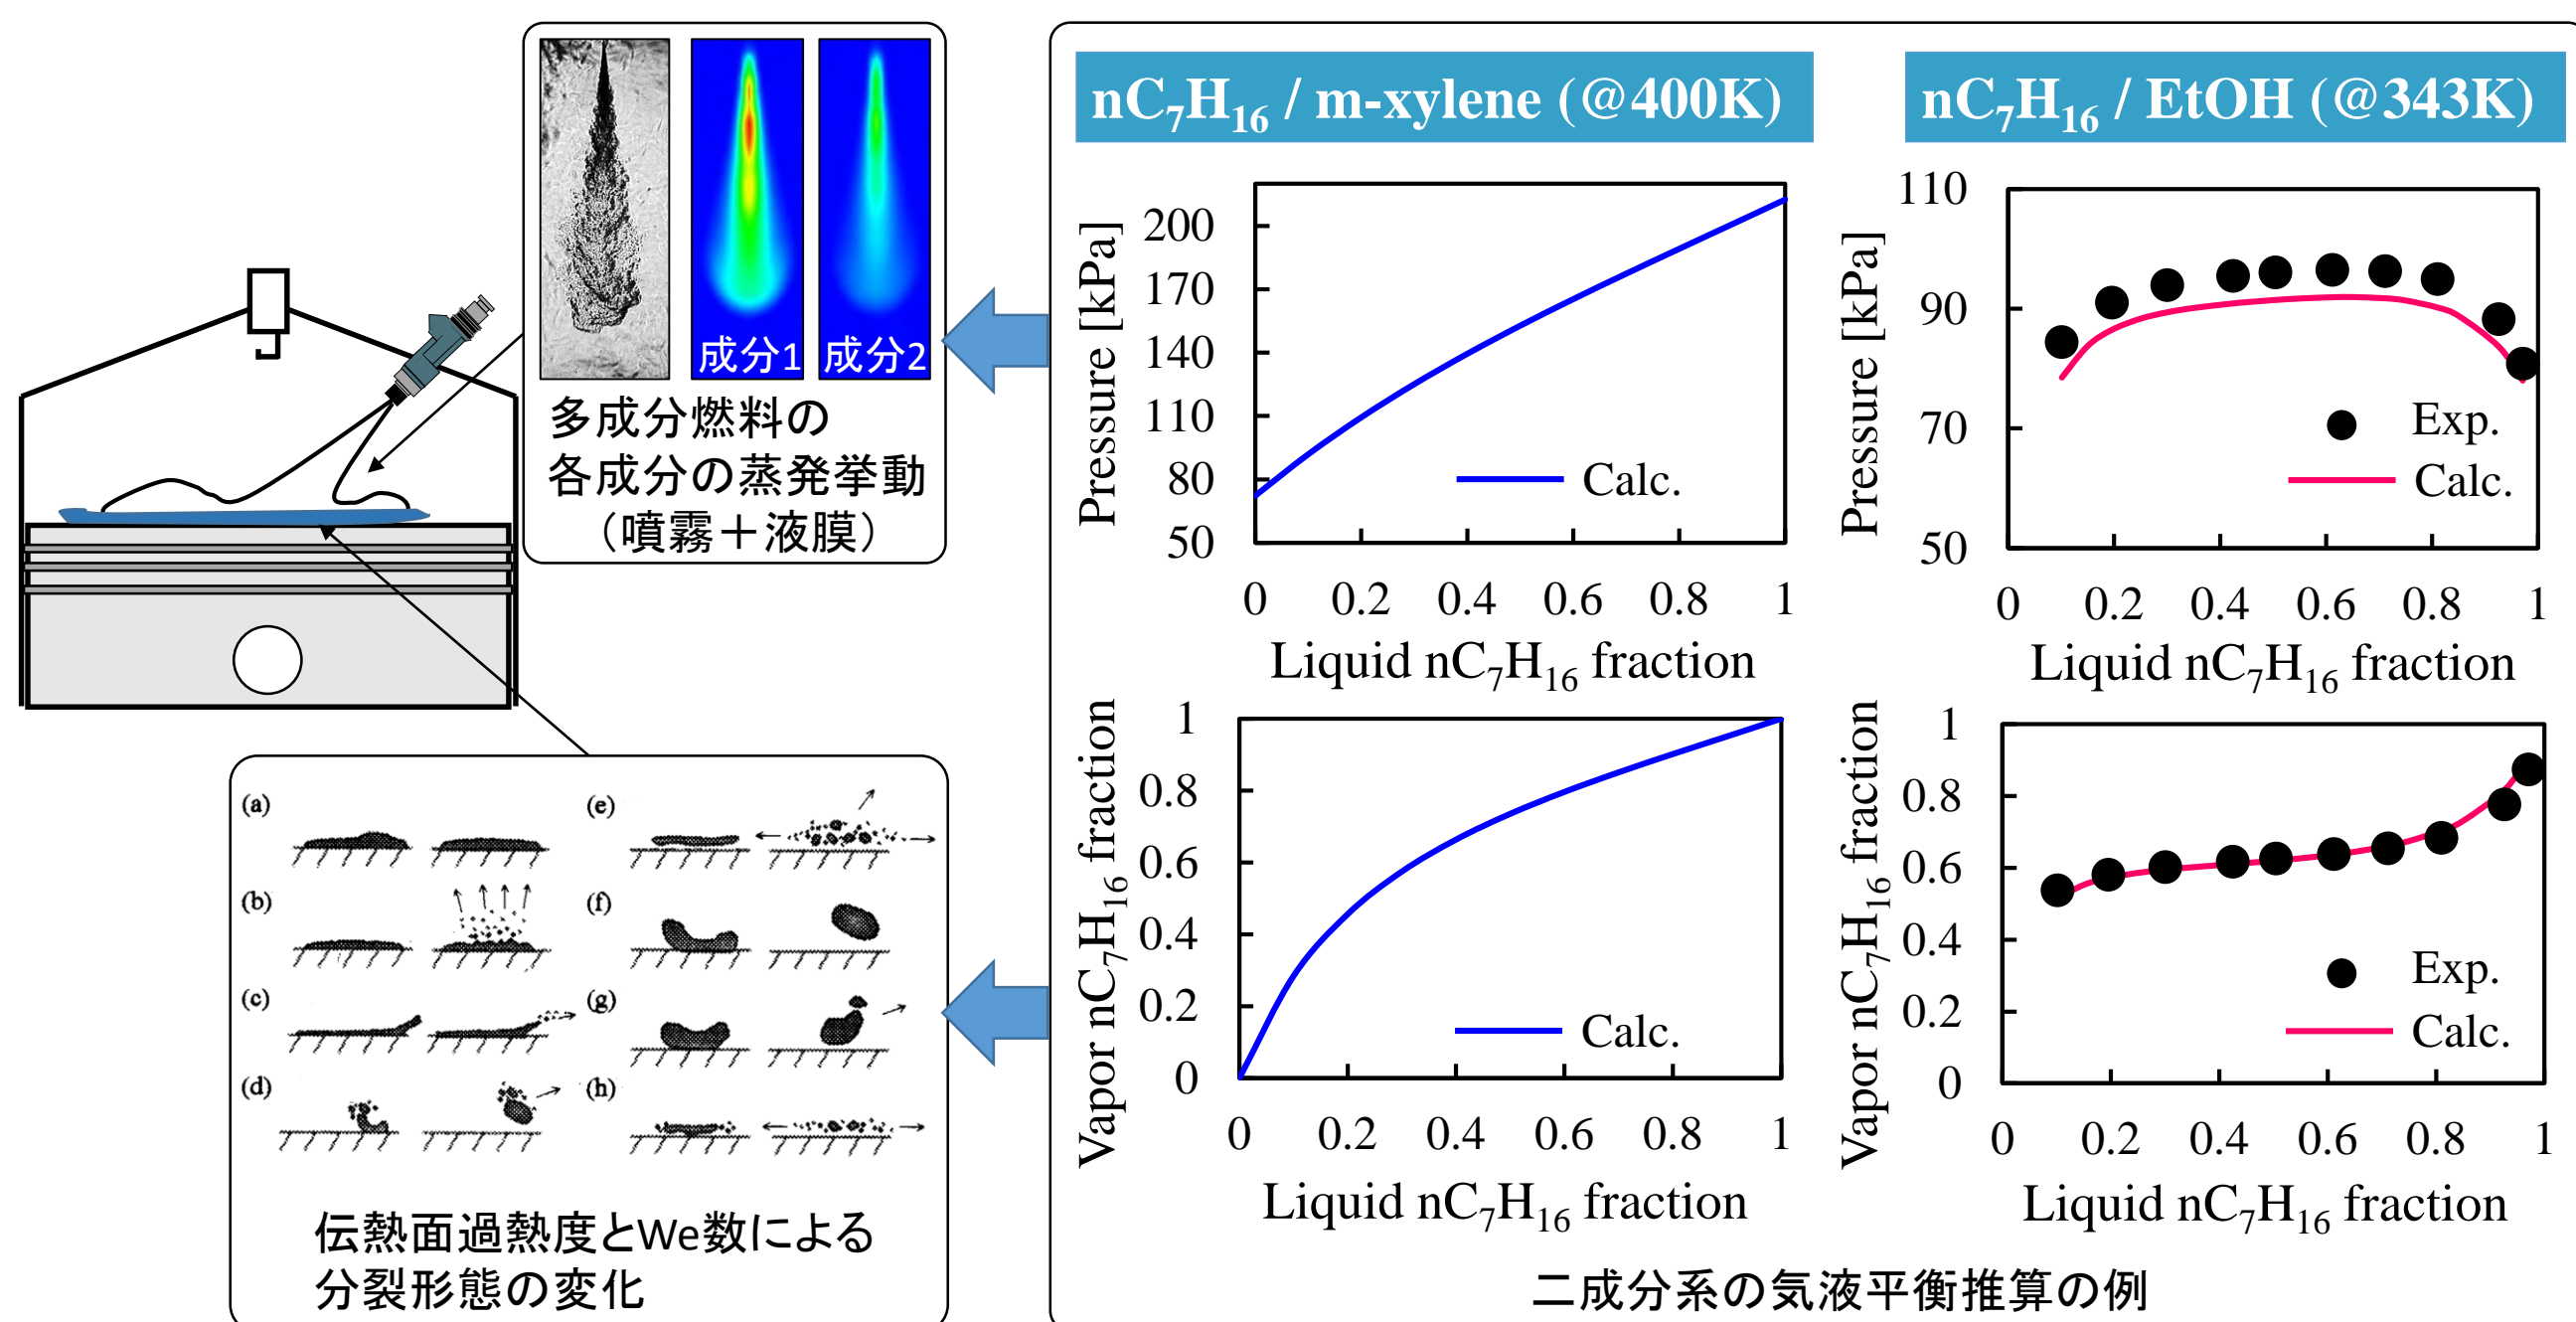 成分1
成分2
多成分燃料の
各成分の蒸発挙動
（噴霧＋液膜）
(a)
(e)
(b)
(f)
(c)
(g)
(d)
(h)
伝熱面過熱度とWe数による
分裂形態の変化
nC₇H₁₆ / m-xylene (@400K)
Pressure [kPa]
200
170
140
110
80
50
Calc.
0 0.2 0.4 0.6 0.8 1
Liquid nC₇H₁₆ fraction
Vapor nC₇H₁₆ fraction
1
0.8
0.6
0.4
0.2
0
Calc.
0 0.2 0.4 0.6 0.8 1
Liquid nC₇H₁₆ fraction
nC₇H₁₆ / EtOH (@343K)
Pressure [kPa]
110
90
70
50
Exp.
Calc.
0 0.2 0.4 0.6 0.8 1
Liquid nC₇H₁₆ fraction
Vapor nC₇H₁₆ fraction
1
0.8
0.6
0.4
0.2
0
Exp.
Calc.
0 0.2 0.4 0.6 0.8 1
Liquid nC₇H₁₆ fraction
二成分系の気液平衡推算の例